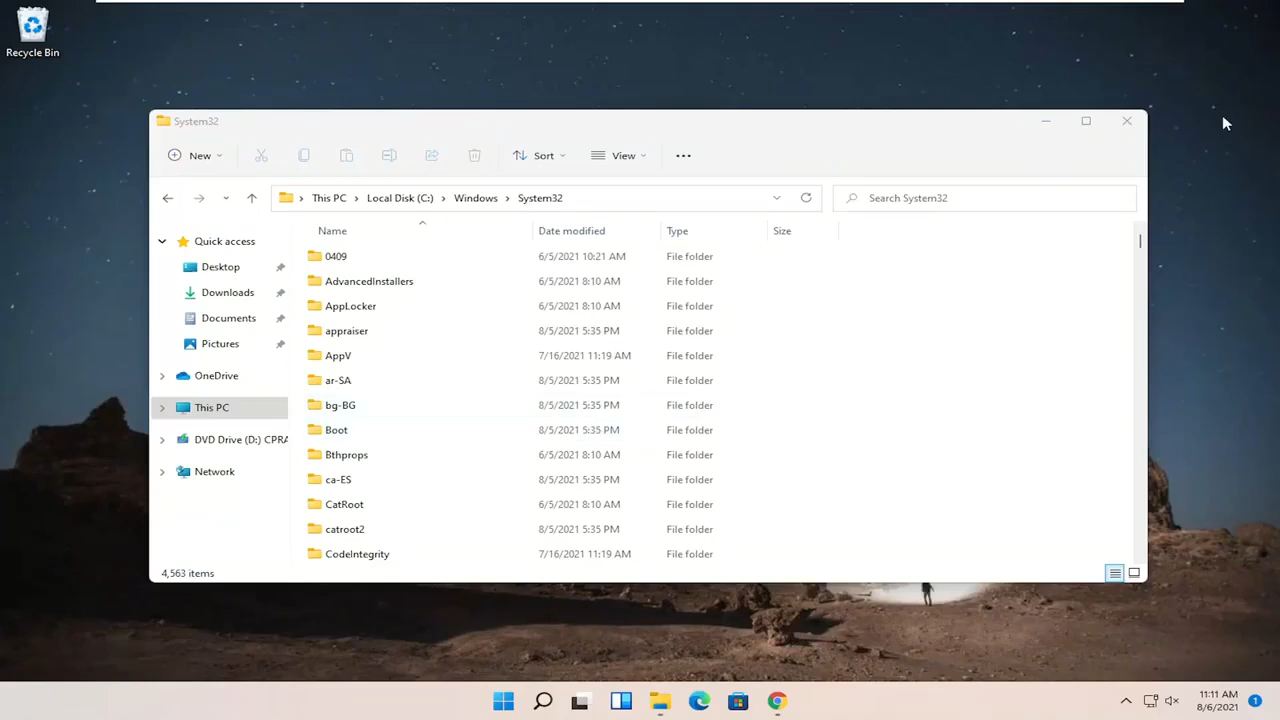 Recycle Bin
System32
New
Sort
View
This PC
Local Disk (C:)
Windows
System32
Search System32
Name
Date modified
Type
Size
Quick access
Desktop
Downloads
Documents
Pictures
OneDrive
This PC
DVD Drive (D:) CPRA
Network
0409 6/5/2021 10:21 AM File folder
AdvancedInstallers 6/5/2021 8:10 AM File folder
AppLocker 6/5/2021 8:10 AM File folder
appraiser 8/5/2021 5:35 PM File folder
AppV 7/16/2021 11:19 AM File folder
ar-SA 8/5/2021 5:35 PM File folder
bg-BG 8/5/2021 5:35 PM File folder
Boot 8/5/2021 5:35 PM File folder
Bthprops 6/5/2021 8:10 AM File folder
ca-ES 8/5/2021 5:35 PM File folder
CatRoot 6/5/2021 8:10 AM File folder
catroot2 8/5/2021 5:35 PM File folder
CodeIntegrity 7/16/2021 11:19 AM File folder
4,563 items
11:11 AM
8/6/2021
1